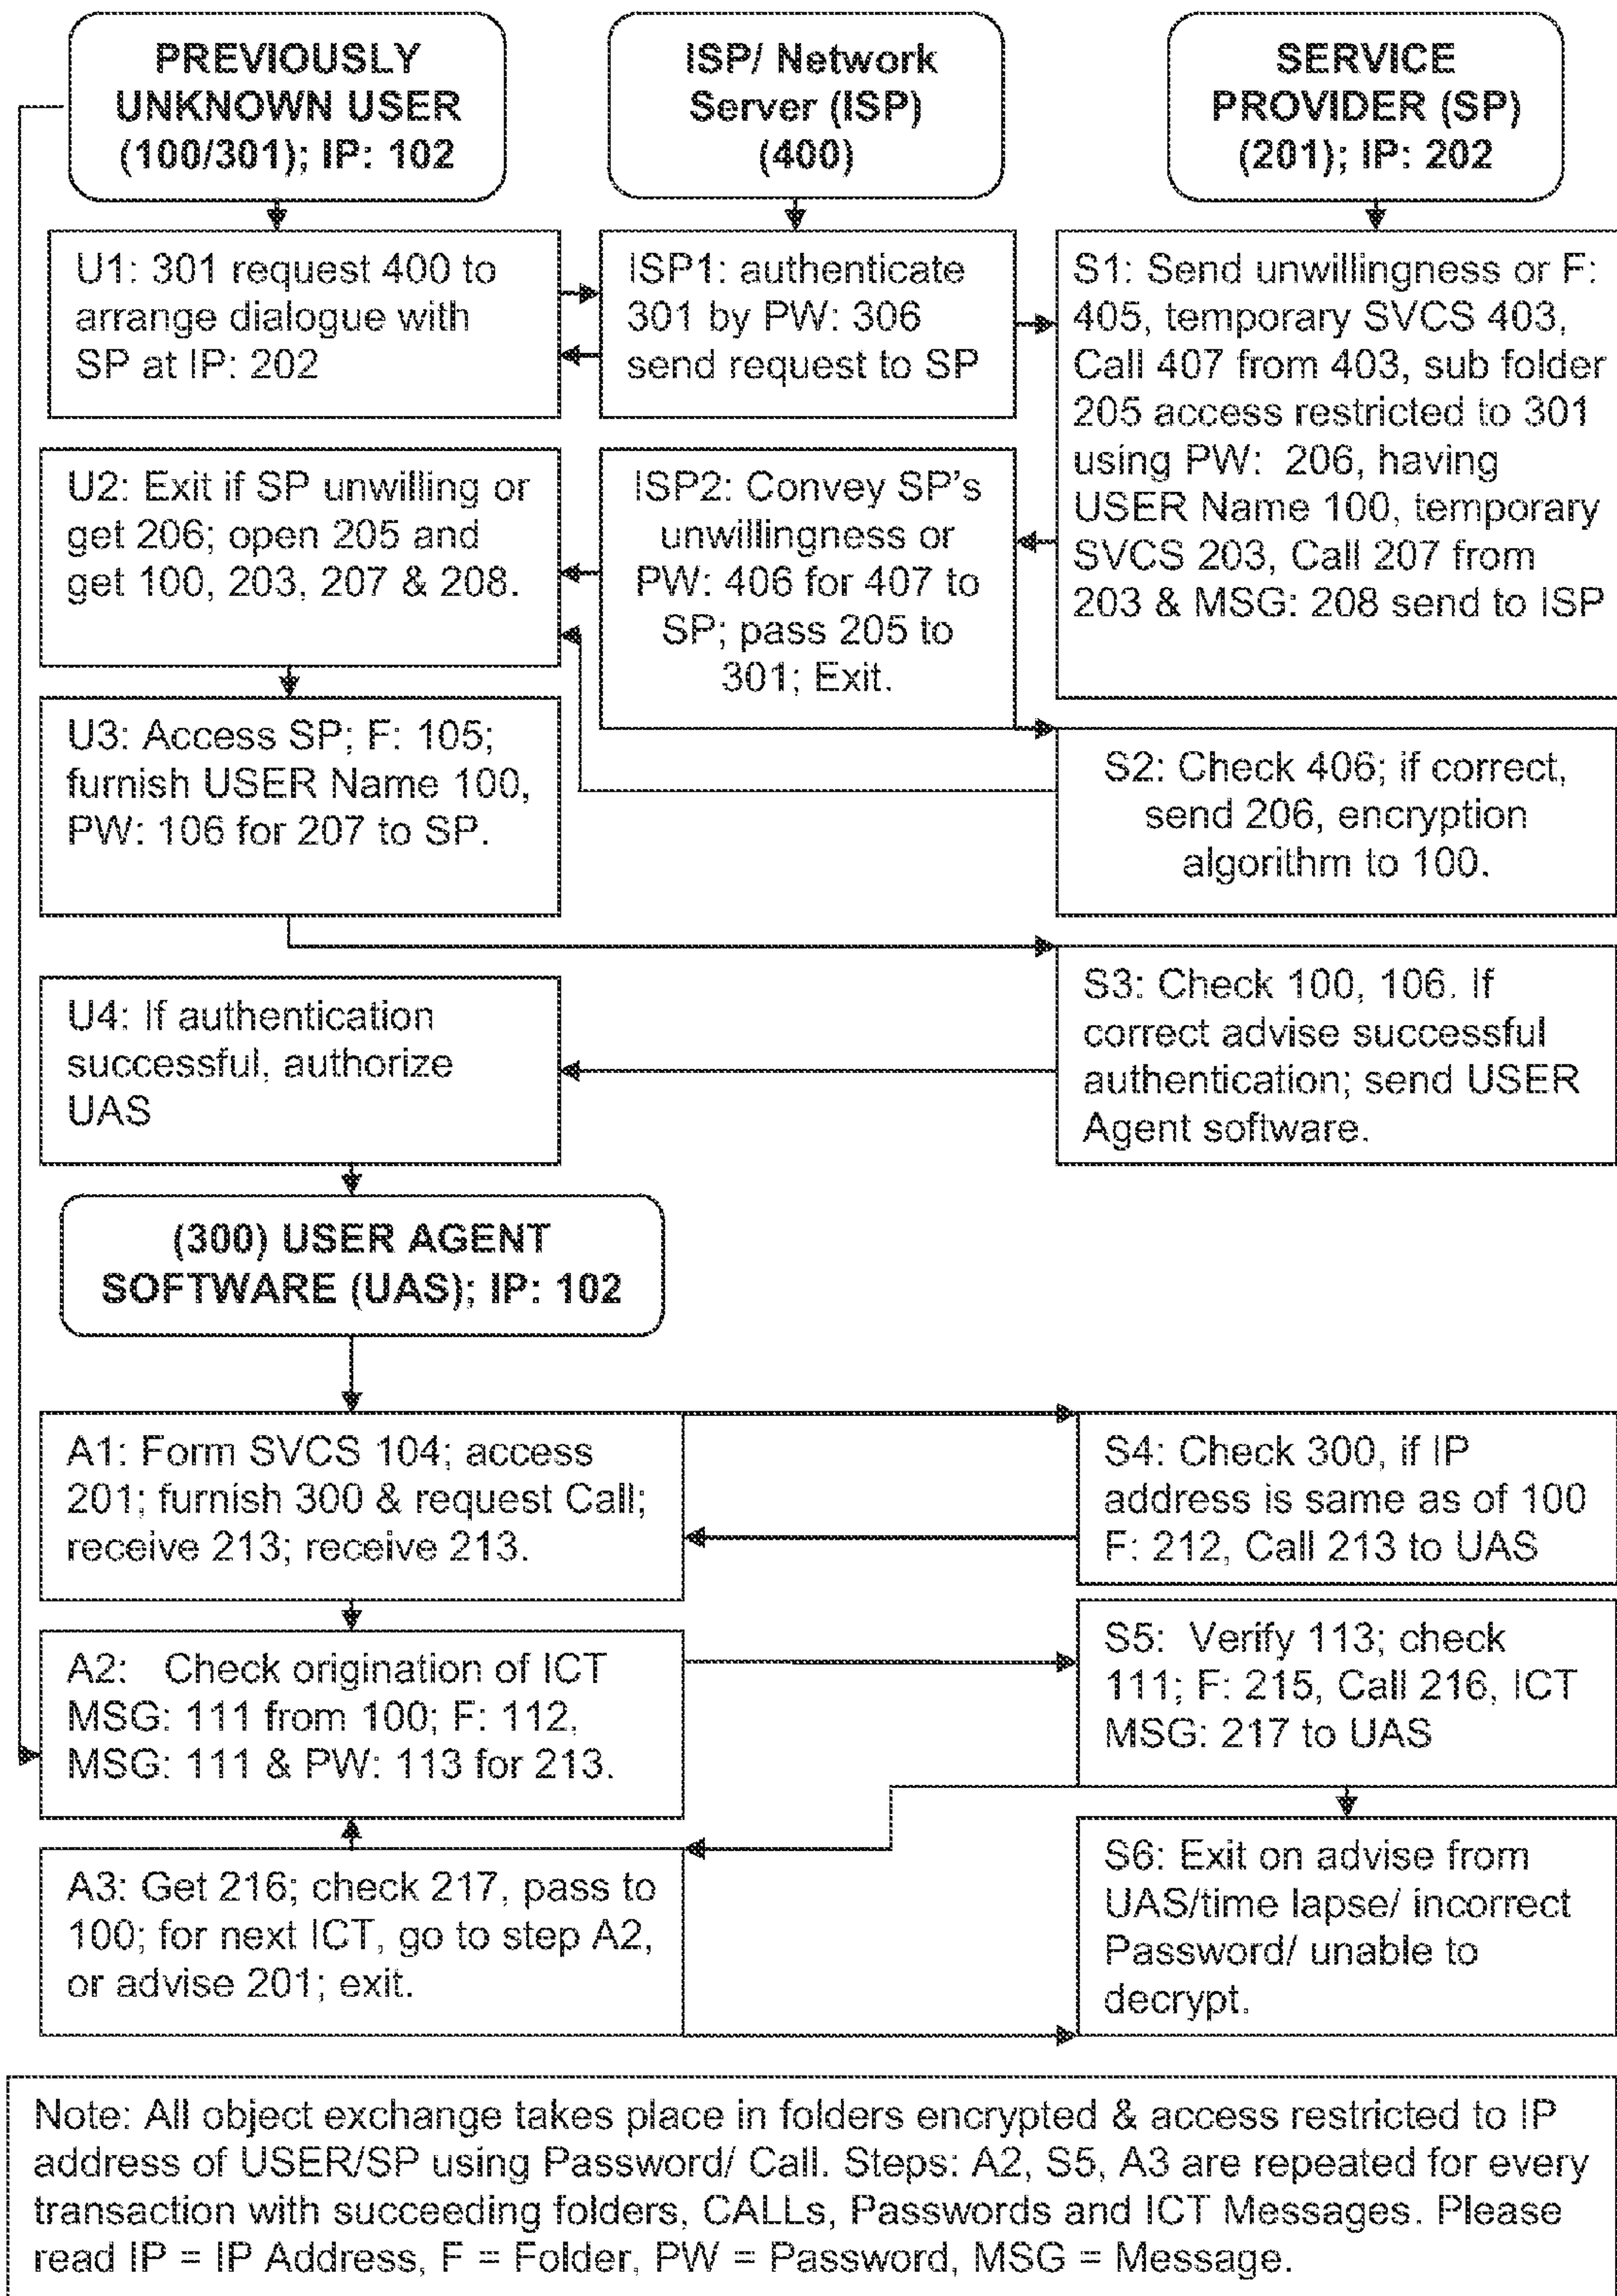 PREVIOUSLY
UNKNOWN USER
(100/301); IP: 102
ISP/ Network
Server (ISP)
(400)
SERVICE
PROVIDER (SP)
(201); IP: 202
U1: 301 request 400 to
arrange dialogue with
SP at IP: 202
ISP1: authenticate
301 by PW: 306
send request to SP
S1: Send unwillingness or F:
405, temporary SVCS 403,
Call 407 from 403, sub folder
205 access restricted to 301
using PW: 206, having
USER Name 100, temporary
SVCS 203, Call 207 from
203 & MSG: 208 send to ISP
U2: Exit if SP unwilling or
get 206; open 205 and
get 100, 203, 207 & 208.
ISP2: Convey SP's
unwillingness or
PW: 406 for 407 to
SP; pass 205 to
301; Exit.
U3: Access SP; F: 105;
furnish USER Name 100,
PW: 106 for 207 to SP.
S2: Check 406; if correct,
send 206, encryption
algorithm to 100.
U4: If authentication
successful, authorize
UAS
S3: Check 100, 106. If
correct advise successful
authentication; send USER
Agent software.
(300) USER AGENT
SOFTWARE (UAS); IP: 102
A1: Form SVCS 104; access
201; furnish 300 & request Call;
receive 213; receive 213.
S4: Check 300, if IP
address is same as of 100
F: 212, Call 213 to UAS
A2: Check origination of ICT
MSG: 111 from 100; F: 112,
MSG: 111 & PW: 113 for 213.
S5: Verify 113; check
111; F: 215, Call 216, ICT
MSG: 217 to UAS
A3: Get 216; check 217, pass to
100; for next ICT, go to step A2,
or advise 201; exit.
S6: Exit on advise from
UAS/time lapse/ incorrect
Password/ unable to
decrypt.
Note: All object exchange takes place in folders encrypted & access restricted to IP
address of USER/SP using Password/ Call. Steps: A2, S5, A3 are repeated for every
transaction with succeeding folders, CALLs, Passwords and ICT Messages. Please
read IP = IP Address, F = Folder, PW = Password, MSG = Message.